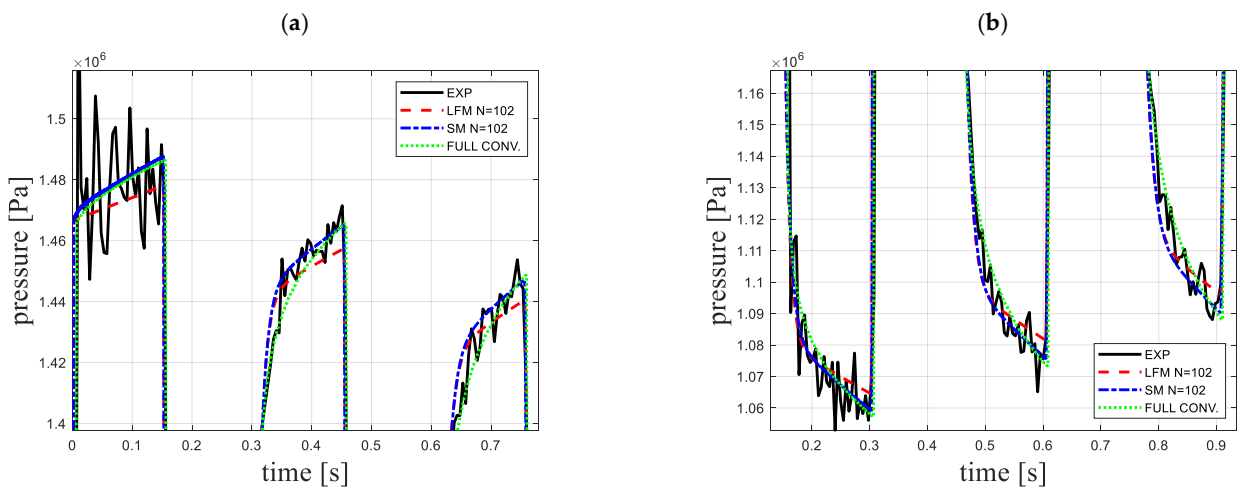 (a)
×10⁶
1.5
1.48
1.46
1.44
1.42
1.4
pressure [Pa]
0 0.1 0.2 0.3 0.4 0.5 0.6 0.7
time [s]
EXP
LFM N=102
SM N=102
FULL CONV.
(b)
×10⁶
1.16
1.15
1.14
1.13
1.12
1.11
1.1
1.09
1.08
1.07
1.06
pressure [Pa]
0.2 0.3 0.4 0.5 0.6 0.7 0.8 0.9
time [s]
EXP
LFM N=102
SM N=102
FULL CONV.